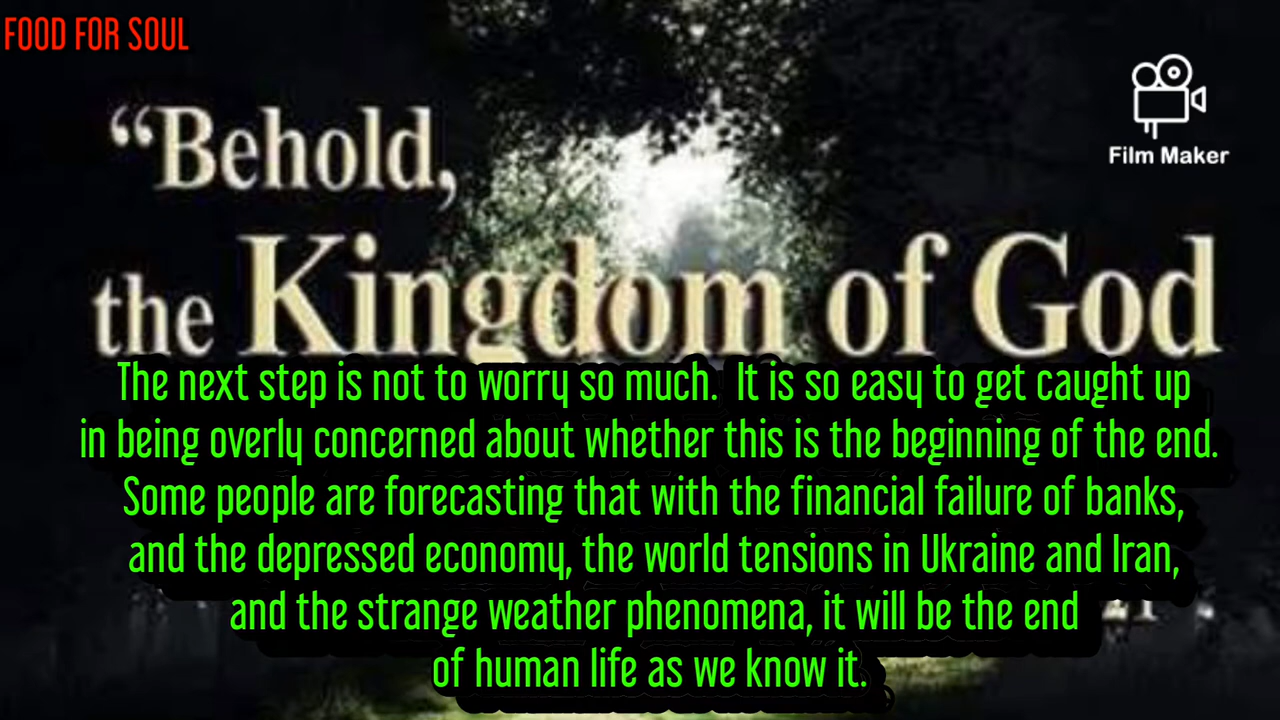 FOOD FOR SOUL
“Behold,
Film Maker
the Kingdom of God
The next step is not to worry so much. It is so easy to get caught up
in being overly concerned about whether this is the beginning of the end.
Some people are forecasting that with the financial failure of banks,
and the depressed economy, the world tensions in Ukraine and Iran,
and the strange weather phenomena, it will be the end
of human life as we know it.